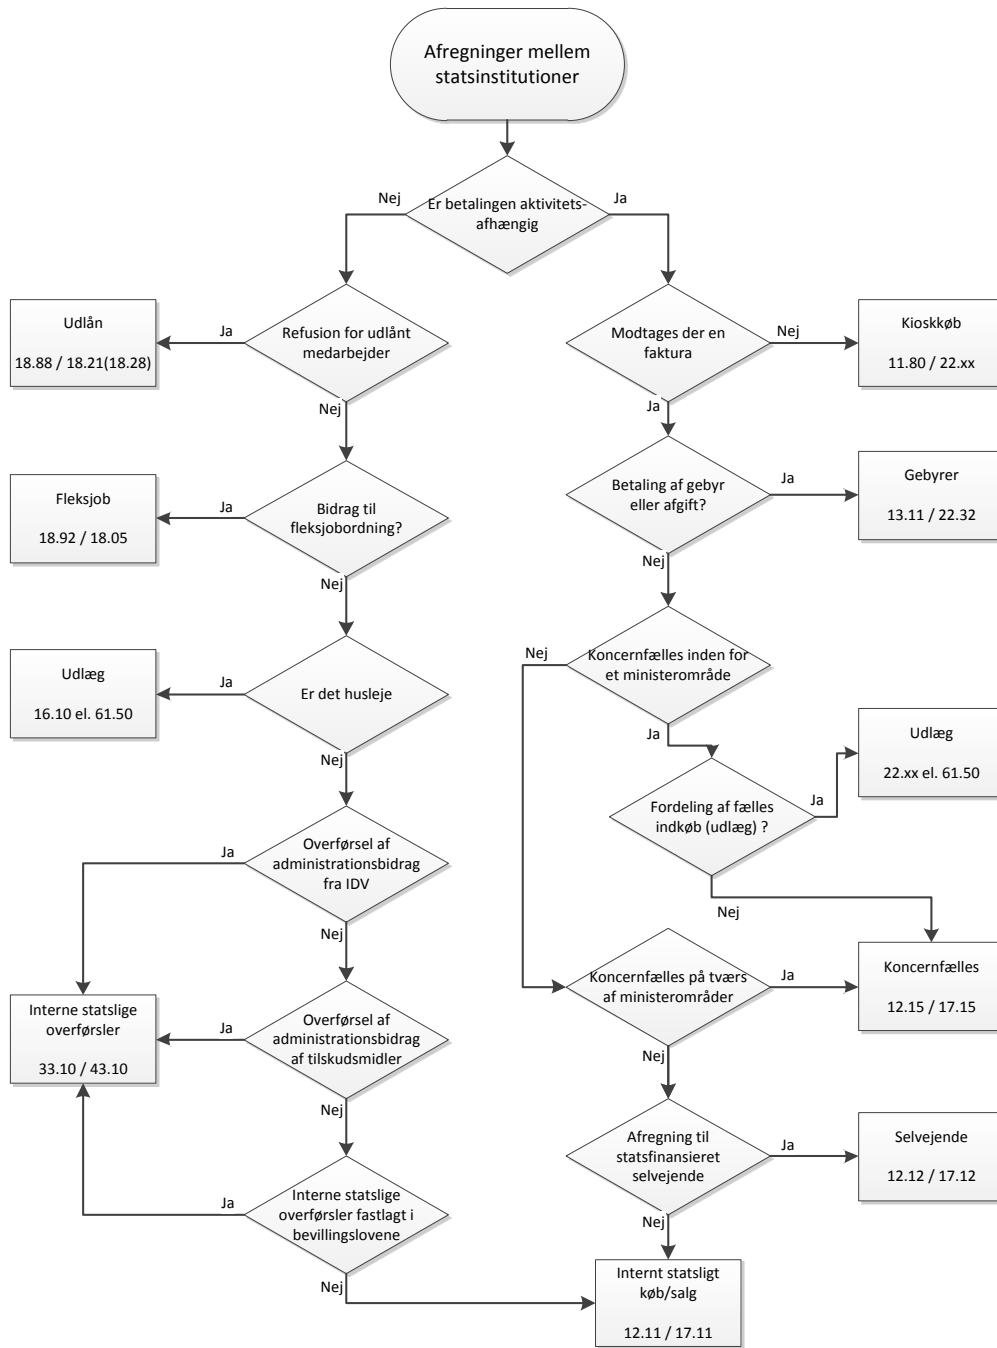 Afregninger mellem
statsinstitutioner
Nej
Er betalingen aktivitets-
afhængig
Ja
Udlån
18.88 / 18.21(18.28)
Ja
Refusion for udlånt
medarbejder
Nej
Modtages der en
faktura
Nej
Ja
Kioskkøb
11.80 / 22.xx
Fleksjob
18.92 / 18.05
Ja
Bidrag til
fleksjobordning?
Nej
Betaling af gebyr
eller afgift?
Ja
Nej
Gebyrer
13.11 / 22.32
Udlæg
16.10 el. 61.50
Ja
Er det husleje
Nej
Nej
Koncernfælles inden for
et ministerområde
Ja
Udlæg
22.xx el. 61.50
Fordeling af fælles
indkøb (udlæg) ?
Ja
Nej
Ja
Overførsel af
administrationsbidrag
fra IDV
Nej
Koncernfælles på tværs
af ministerområder
Ja
Nej
Koncernfælles
12.15 / 17.15
Interne statslige
overførsler
33.10 / 43.10
Ja
Overførsel af
administrationsbidrag
af tilskudsmidler
Nej
Afregning til
statsfinansieret
selvejende
Ja
Nej
Selvejende
12.12 / 17.12
Ja
Interne statslige
overførsler fastlagt i
bevillingslovene
Nej
Internt statsligt
køb/salg
12.11 / 17.11